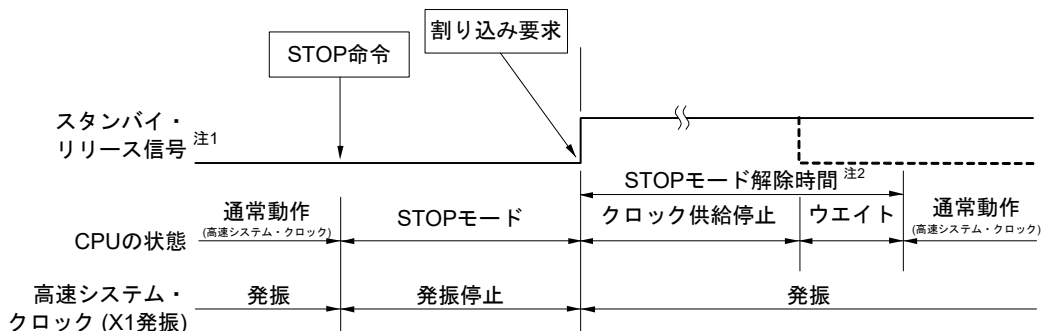 割り込み要求
STOP命令
スタンバイ・
リリース信号 注1
STOPモード解除時間 注2
通常動作
(高速システム・クロック)
STOPモード
クロック供給停止
ウエイト
通常動作
(高速システム・クロック)
CPUの状態
高速システム・
クロック (X1発振)
発振
発振停止
発振